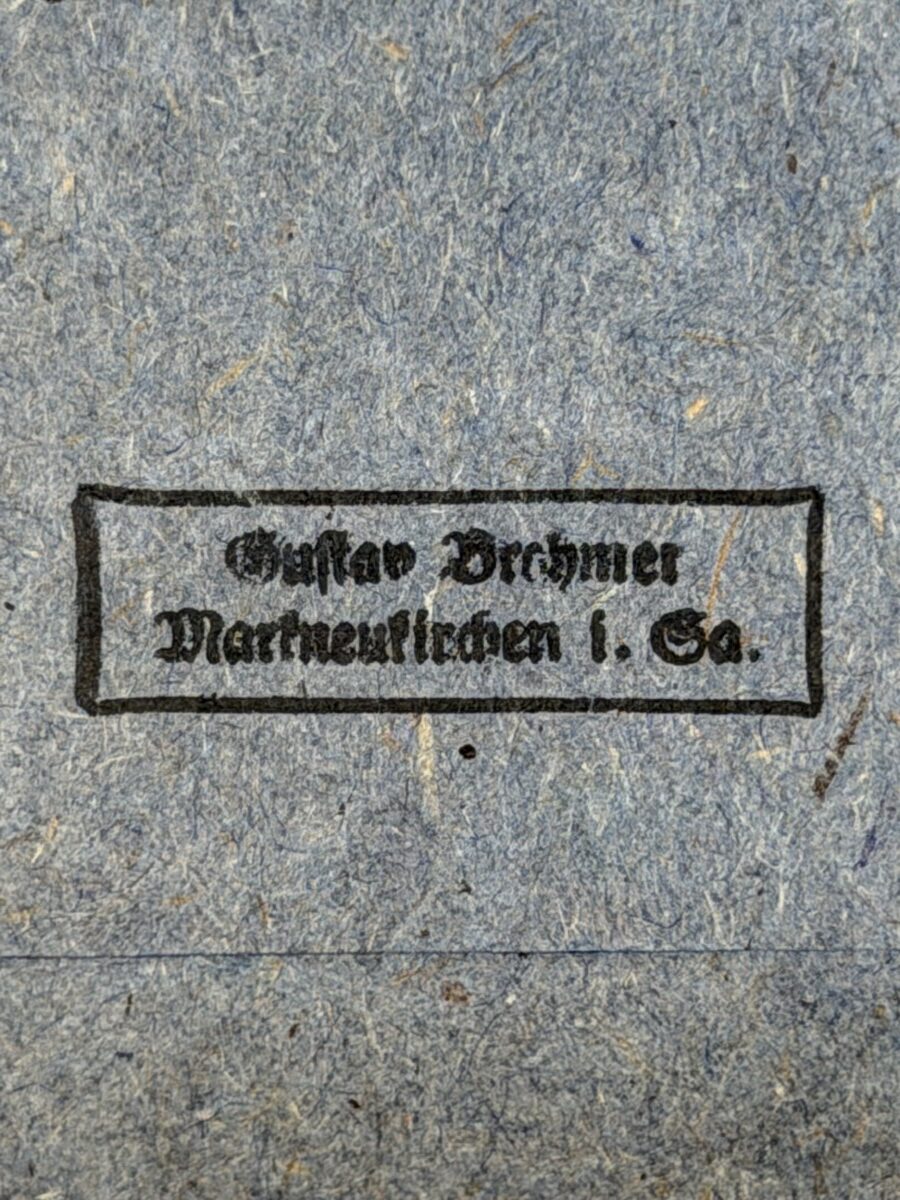 Gustav Brehmer
Markneukirchen i. Sa.